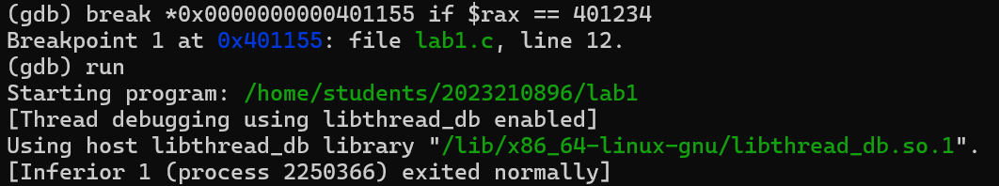 (gdb) break *0x0000000000401155 if $rax == 401234
Breakpoint 1 at 0x401155: file lab1.c, line 12.
(gdb) run
Starting program: /home/students/2023210896/lab1
[Thread debugging using libthread_db enabled]
Using host libthread_db library "/lib/x86_64-linux-gnu/libthread_db.so.1".
[Inferior 1 (process 2250366) exited normally]